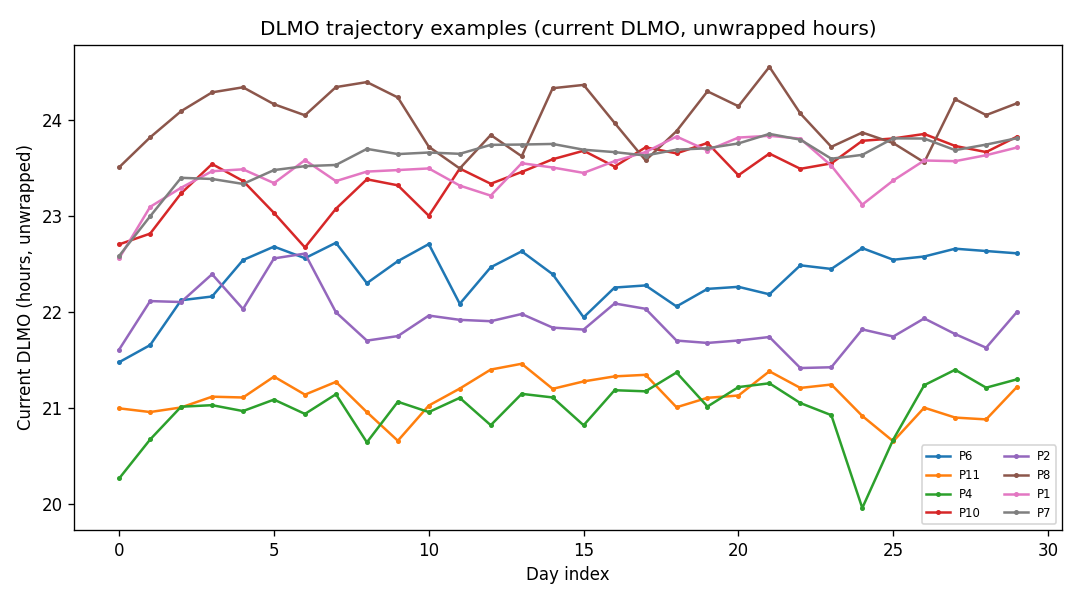 DLMO trajectory examples (current DLMO, unwrapped hours)
Current DLMO (hours, unwrapped)
24
23
22
21
20
0 5 10 15 20 25 30
Day index
P6 P2
P11 P8
P4 P1
P10 P7